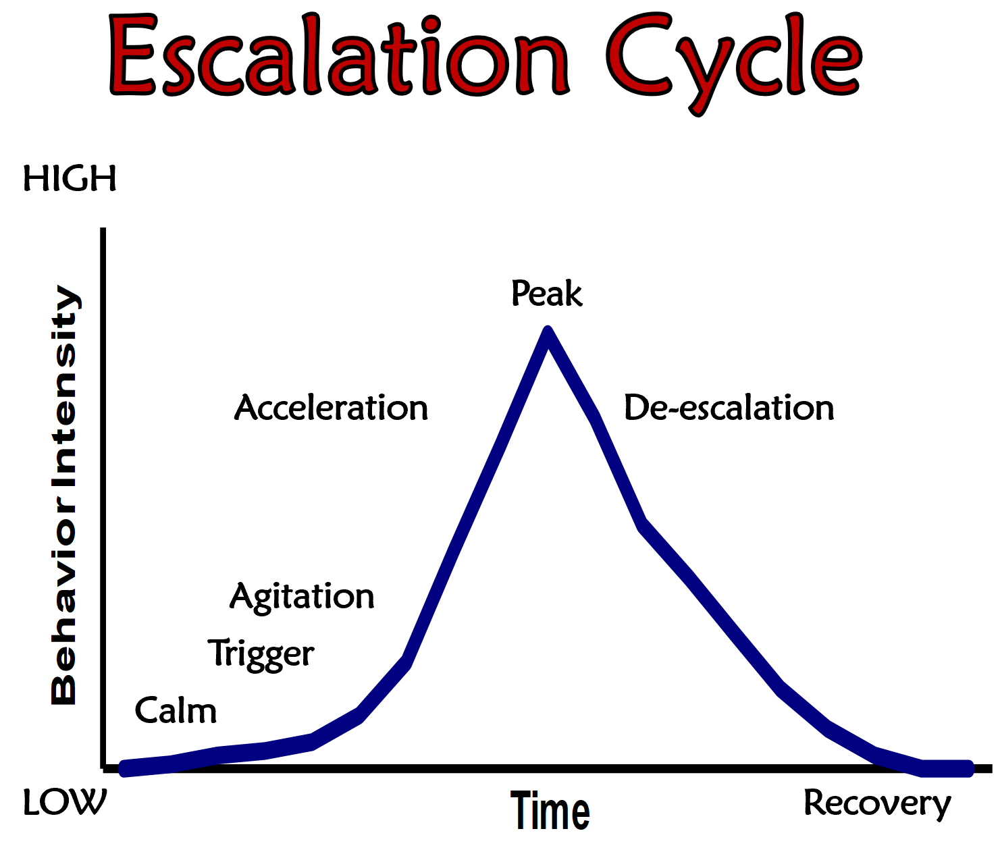 Escalation Cycle
HIGH
Behavior Intensity
Peak
Acceleration
De-escalation
Agitation
Trigger
Calm
LOW
Time
Recovery